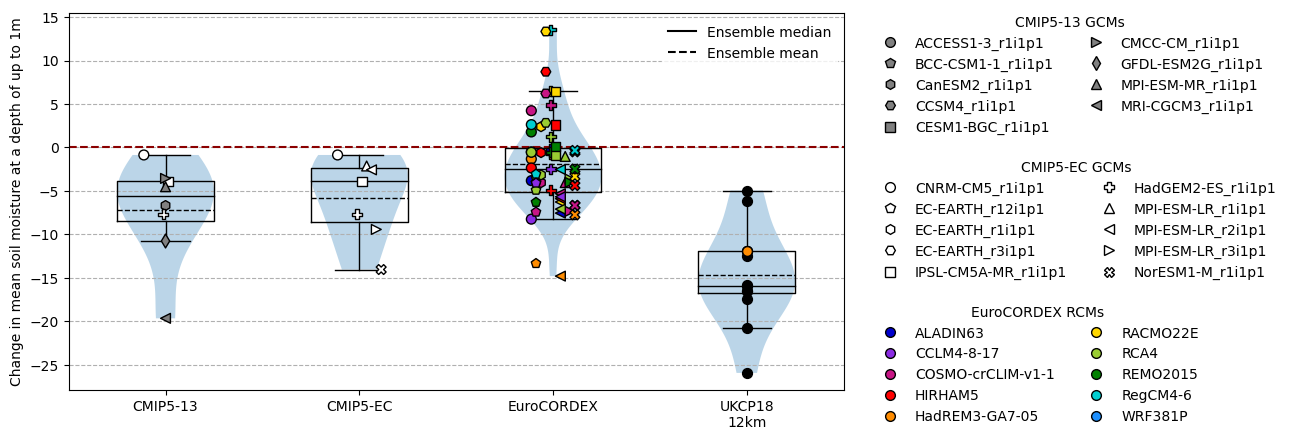 Change in mean soil moisture at a depth of up to 1m
15
10
5
0
−5
−10
−15
−20
−25
CMIP5-13
CMIP5-EC
EuroCORDEX
UKCP18
12km
Ensemble median
Ensemble mean
CMIP5-13 GCMs
ACCESS1-3_r1i1p1
BCC-CSM1-1_r1i1p1
CanESM2_r1i1p1
CCSM4_r1i1p1
CESM1-BGC_r1i1p1
CMCC-CM_r1i1p1
GFDL-ESM2G_r1i1p1
MPI-ESM-MR_r1i1p1
MRI-CGCM3_r1i1p1
CMIP5-EC GCMs
CNRM-CM5_r1i1p1
EC-EARTH_r12i1p1
EC-EARTH_r1i1p1
EC-EARTH_r3i1p1
IPSL-CM5A-MR_r1i1p1
HadGEM2-ES_r1i1p1
MPI-ESM-LR_r1i1p1
MPI-ESM-LR_r2i1p1
MPI-ESM-LR_r3i1p1
NorESM1-M_r1i1p1
EuroCORDEX RCMs
ALADIN63
CCLM4-8-17
COSMO-crCLIM-v1-1
HIRHAM5
HadREM3-GA7-05
RACMO22E
RCA4
REMO2015
RegCM4-6
WRF381P